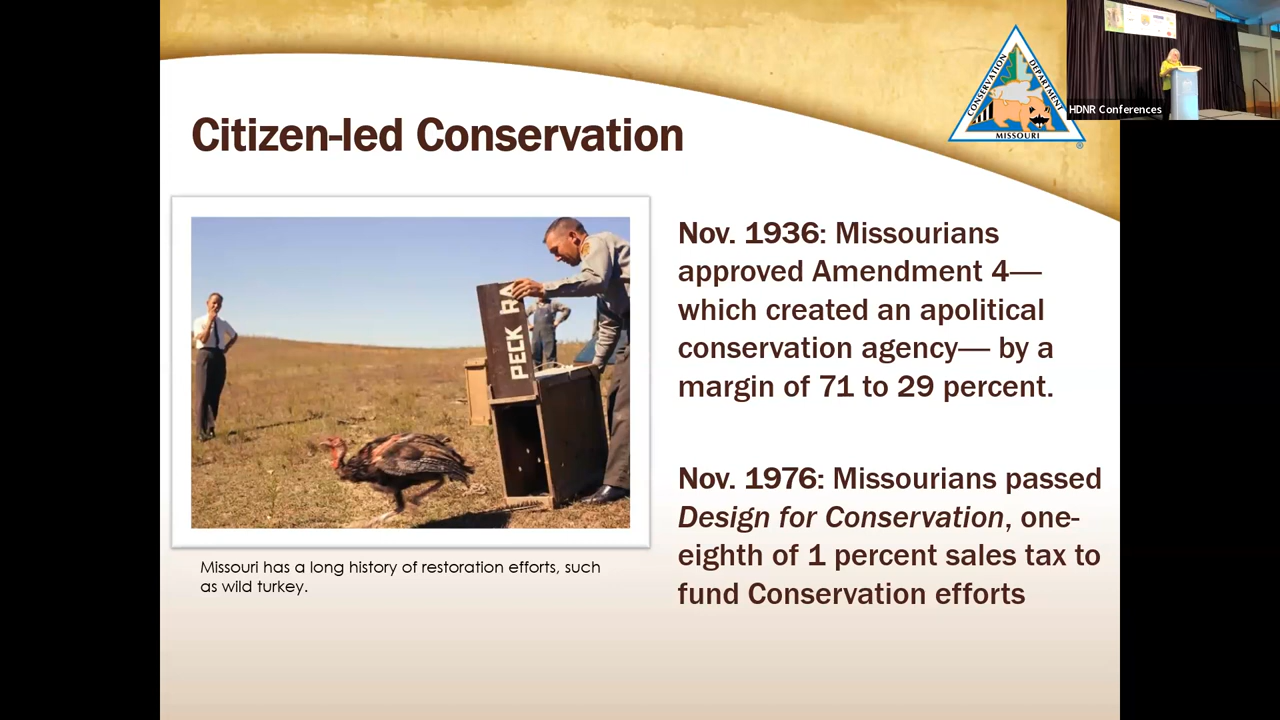 CONSERVATION DEPARTMENT
MISSOURI
®
HDNR Conferences
Citizen-led Conservation
PECK RA
Missouri has a long history of restoration efforts, such
as wild turkey.
Nov. 1936: Missourians
approved Amendment 4—
which created an apolitical
conservation agency— by a
margin of 71 to 29 percent.
Nov. 1976: Missourians passed
Design for Conservation, one-
eighth of 1 percent sales tax to
fund Conservation efforts